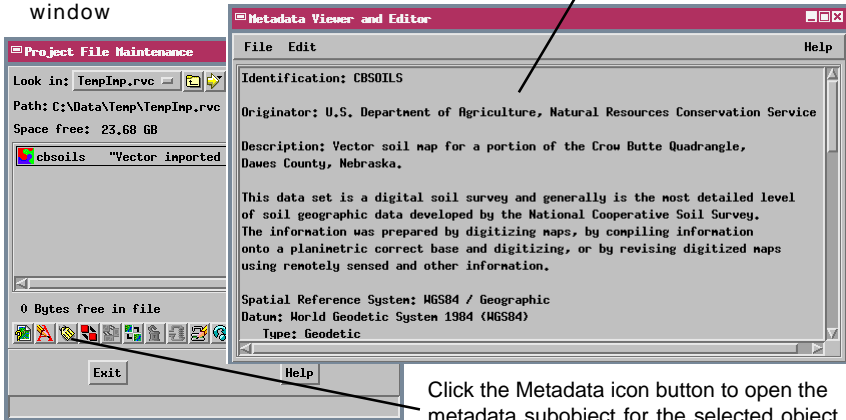 window
Project File Maintenance
Look in: TempImp.rvc
Path: C:\Data\Temp\TempImp.rvc
Space free: 23.68 GB
cbsoils "Vector imported
0 Bytes free in file
Exit
Help
Metadata Viewer and Editor
File Edit Help
Identification: CBSOILS
Originator: U.S. Department of Agriculture, Natural Resources Conservation Service
Description: Vector soil map for a portion of the Crow Butte Quadrangle,
Dawes County, Nebraska.
This data set is a digital soil survey and generally is the most detailed level
of soil geographic data developed by the National Cooperative Soil Survey.
The information was prepared by digitizing maps, by compiling information
onto a planimetric correct base and digitizing, or by revising digitized maps
using remotely sensed and other information.
Spatial Reference System: WGS84 / Geographic
Datum: World Geodetic System 1984 (WGS84)
Type: Geodetic
Click the Metadata icon button to open the
metadata subobject for the selected object